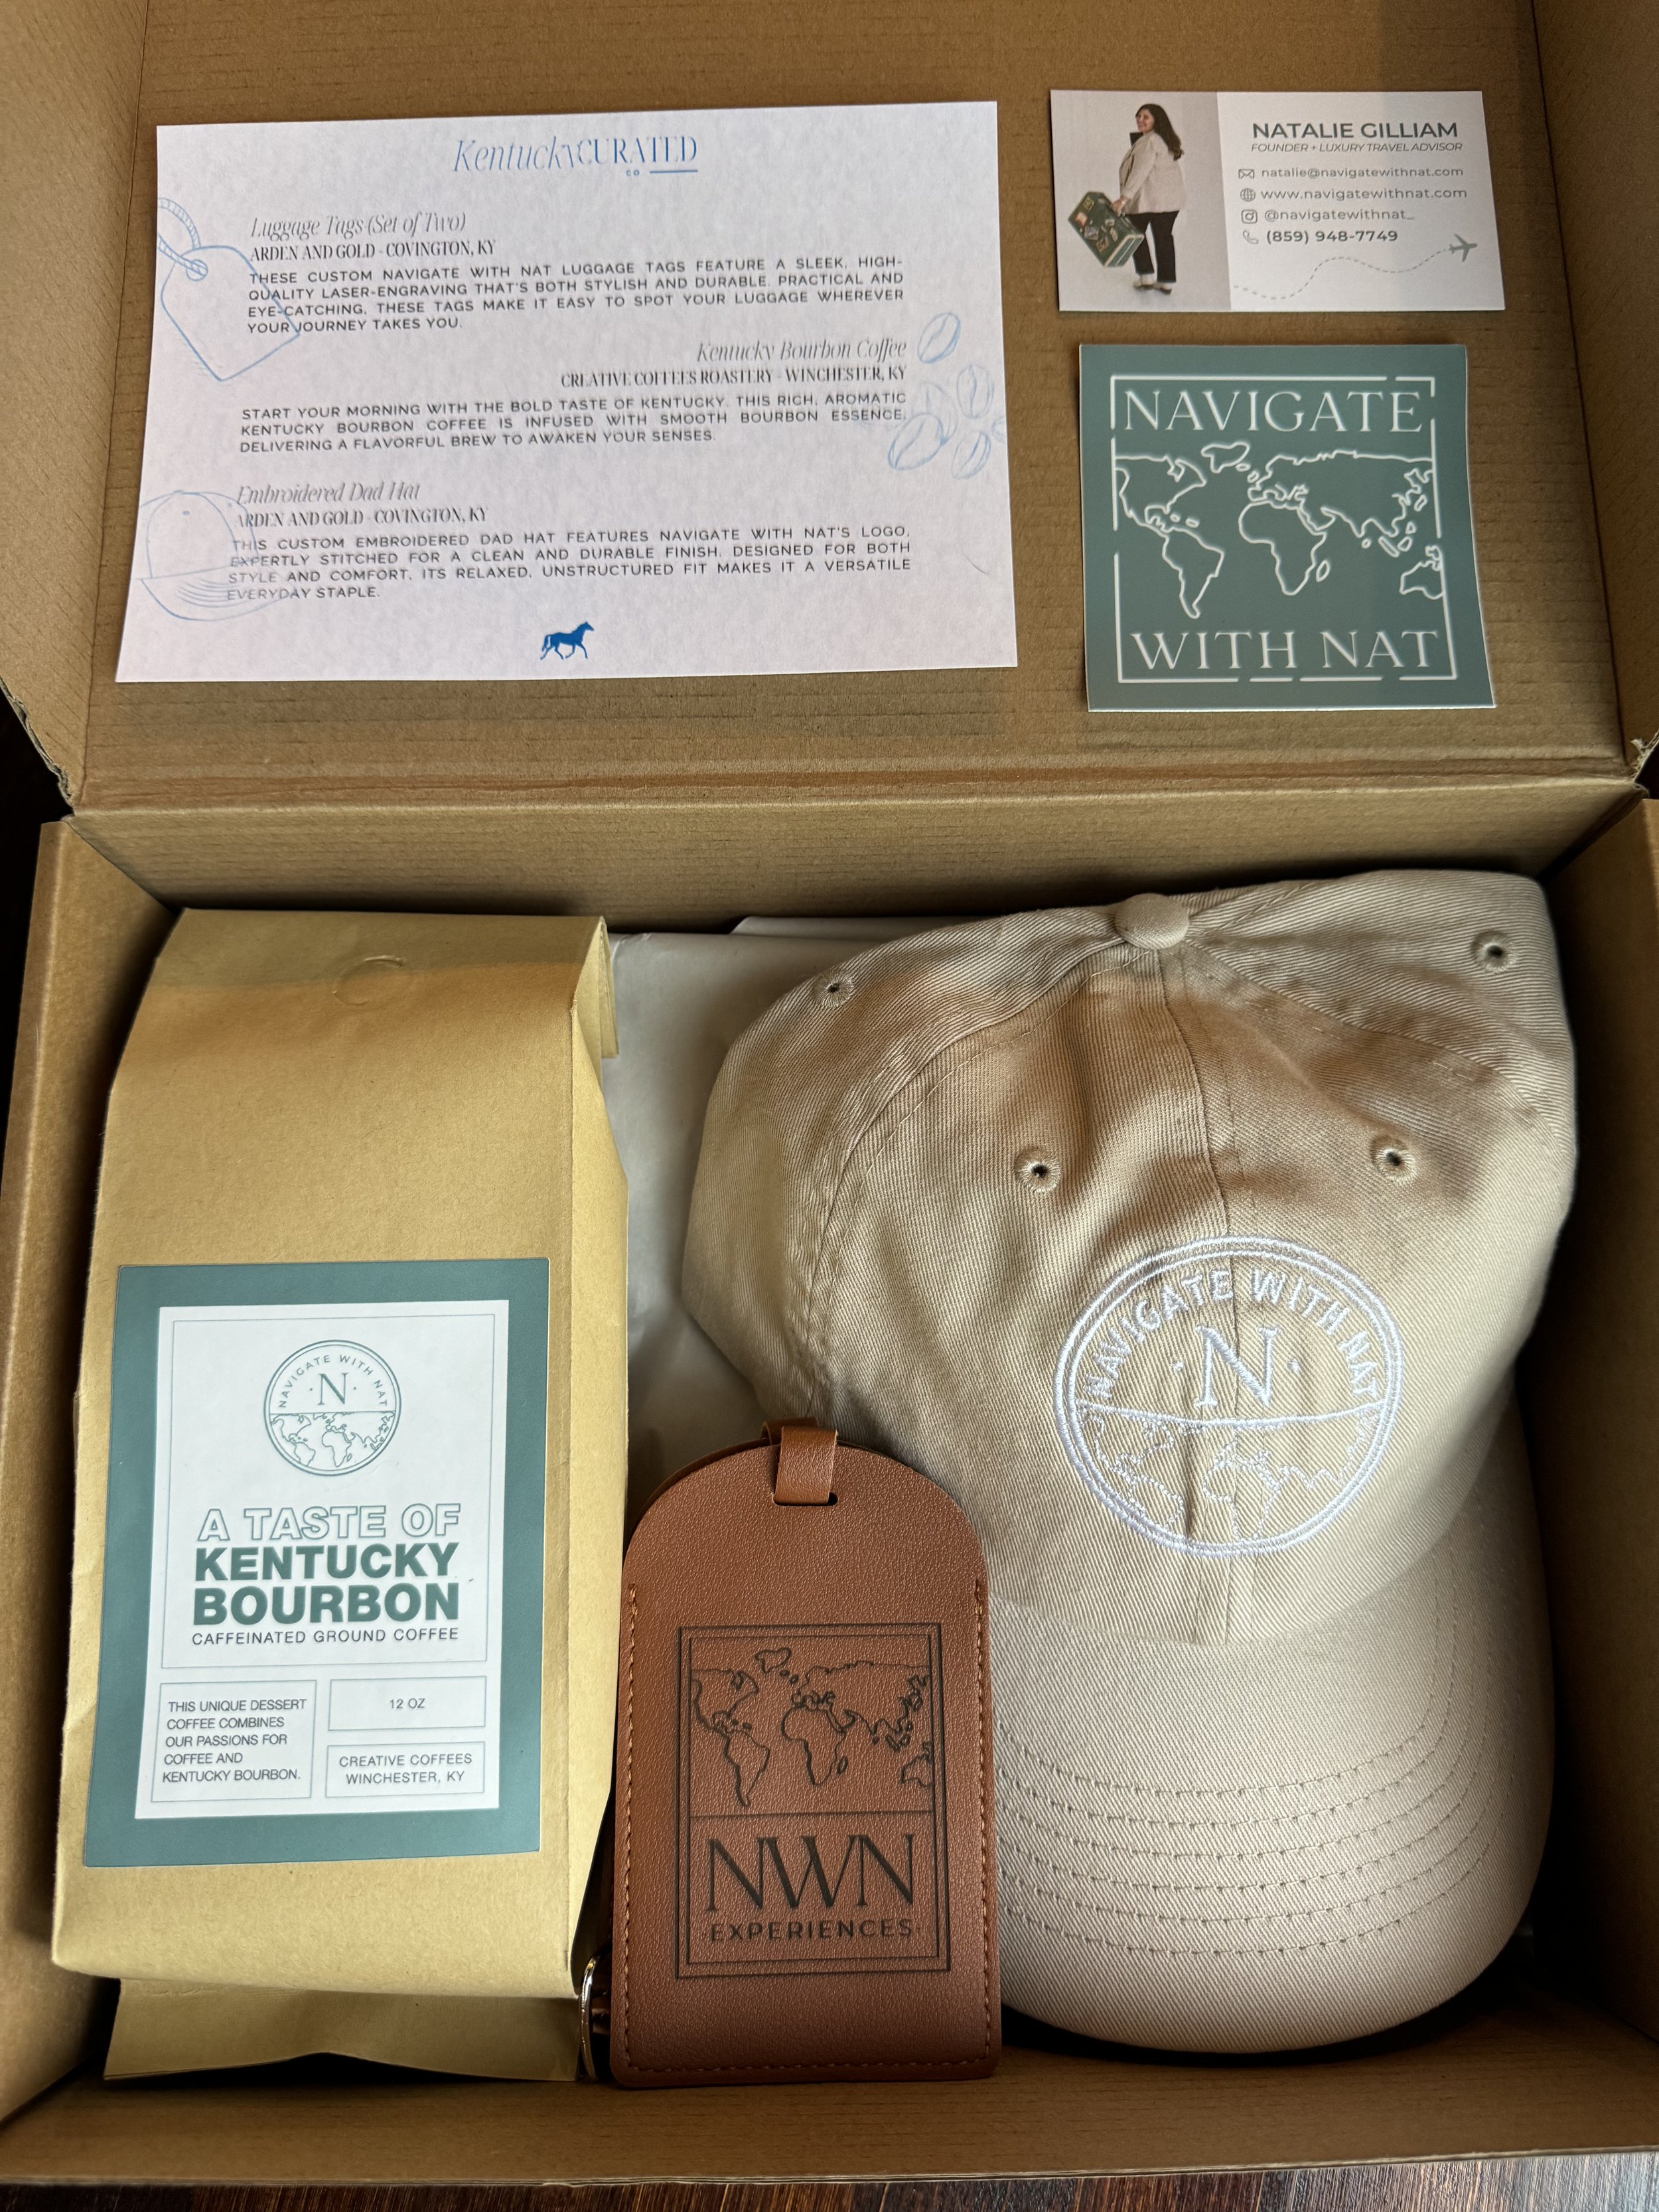 KentuckyCURATED
CO
Luggage Tags (Set of Two)
ARDEN AND GOLD - COVINGTON, KY
THESE CUSTOM NAVIGATE WITH NAT LUGGAGE TAGS FEATURE A SLEEK, HIGH-
QUALITY LASER-ENGRAVING THAT'S BOTH STYLISH AND DURABLE. PRACTICAL AND
EYE-CATCHING, THESE TAGS MAKE IT EASY TO SPOT YOUR LUGGAGE WHEREVER
YOUR JOURNEY TAKES YOU.
Kentucky Bourbon Coffee
CREATIVE COFFEES ROASTERY - WINCHESTER, KY
START YOUR MORNING WITH THE BOLD TASTE OF KENTUCKY. THIS RICH, AROMATIC
KENTUCKY BOURBON COFFEE IS INFUSED WITH SMOOTH BOURBON ESSENCE,
DELIVERING A FLAVORFUL BREW TO AWAKEN YOUR SENSES.
Embroidered Dad Hat
ARDEN AND GOLD - COVINGTON, KY
THIS CUSTOM EMBROIDERED DAD HAT FEATURES NAVIGATE WITH NAT'S LOGO,
EXPERTLY STITCHED FOR A CLEAN AND DURABLE FINISH. DESIGNED FOR BOTH
STYLE AND COMFORT, ITS RELAXED, UNSTRUCTURED FIT MAKES IT A VERSATILE
EVERYDAY STAPLE.
NATALIE GILLIAM
FOUNDER + LUXURY TRAVEL ADVISOR
natalie@navigatewithnat.com
www.navigatewithnat.com
@navigatewithnat_
(859) 948-7749
NAVIGATE
WITH NAT
NAVIGATE WITH NAT
·N·
A TASTE OF
KENTUCKY
BOURBON
CAFFEINATED GROUND COFFEE
THIS UNIQUE DESSERT
COFFEE COMBINES
OUR PASSIONS FOR
COFFEE AND
KENTUCKY BOURBON.
12 OZ
CREATIVE COFFEES
WINCHESTER, KY
NWN
·EXPERIENCES·
NAVIGATE WITH NAT
·N·